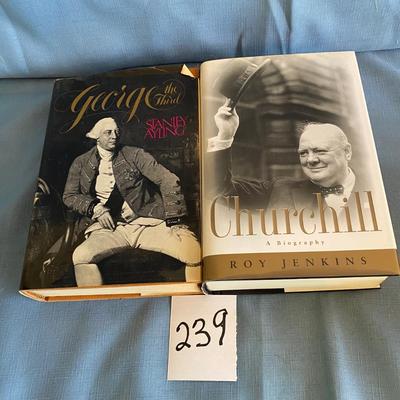 George
the
Third
STANLEY
AYLING
Churchill
A Biography
ROY JENKINS
239